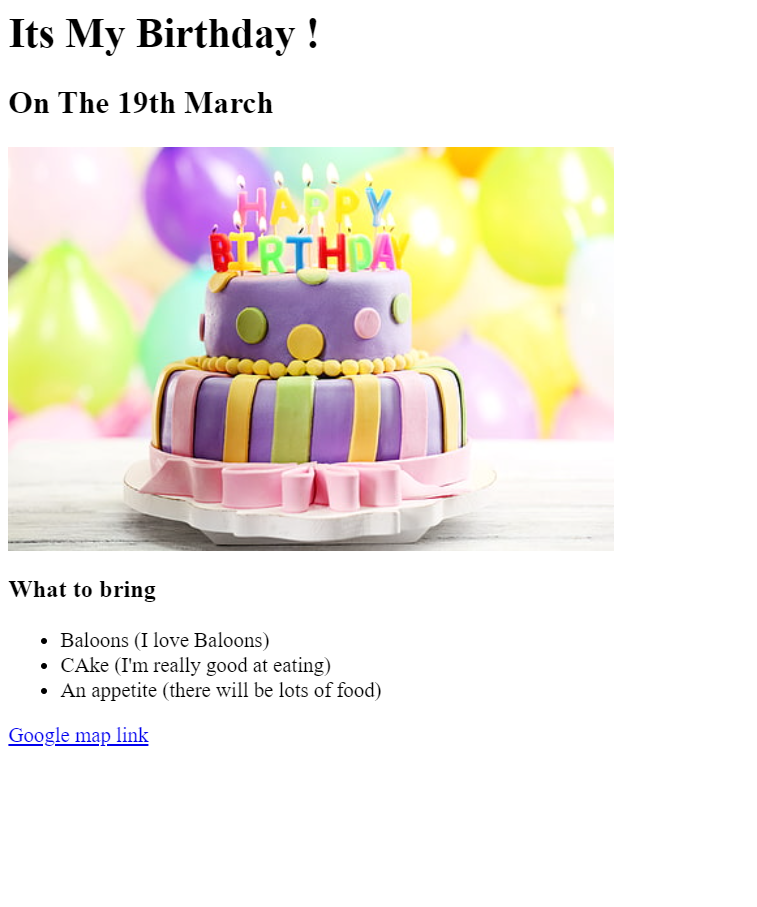 Its My Birthday !
On The 19th March
HAPPY
BIRTHDAY
What to bring
Baloons (I love Baloons)
CAke (I'm really good at eating)
An appetite (there will be lots of food)
Google map link